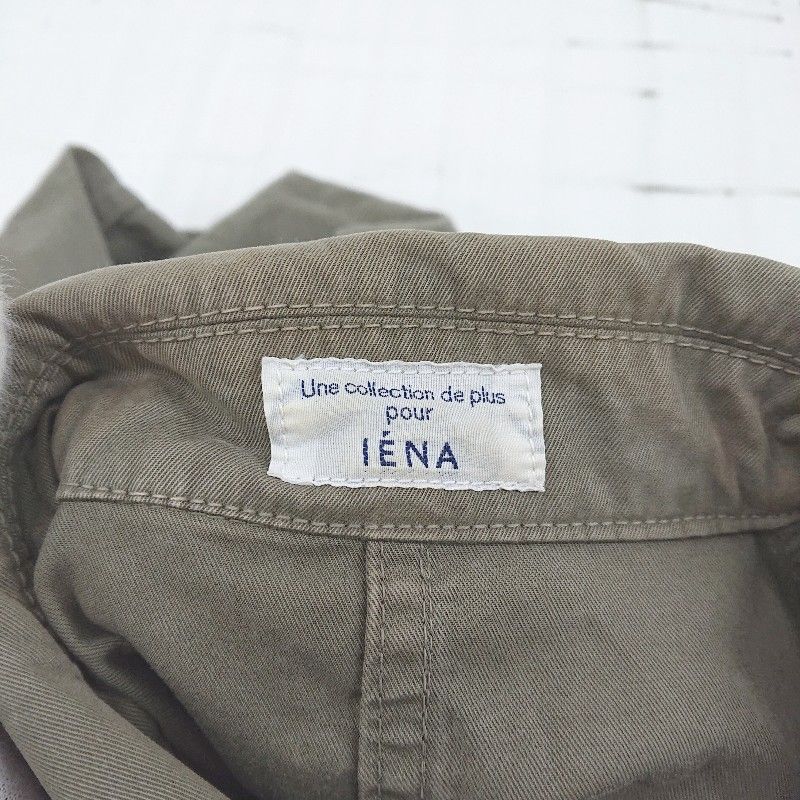 Une collection de plus
pour
IÉNA